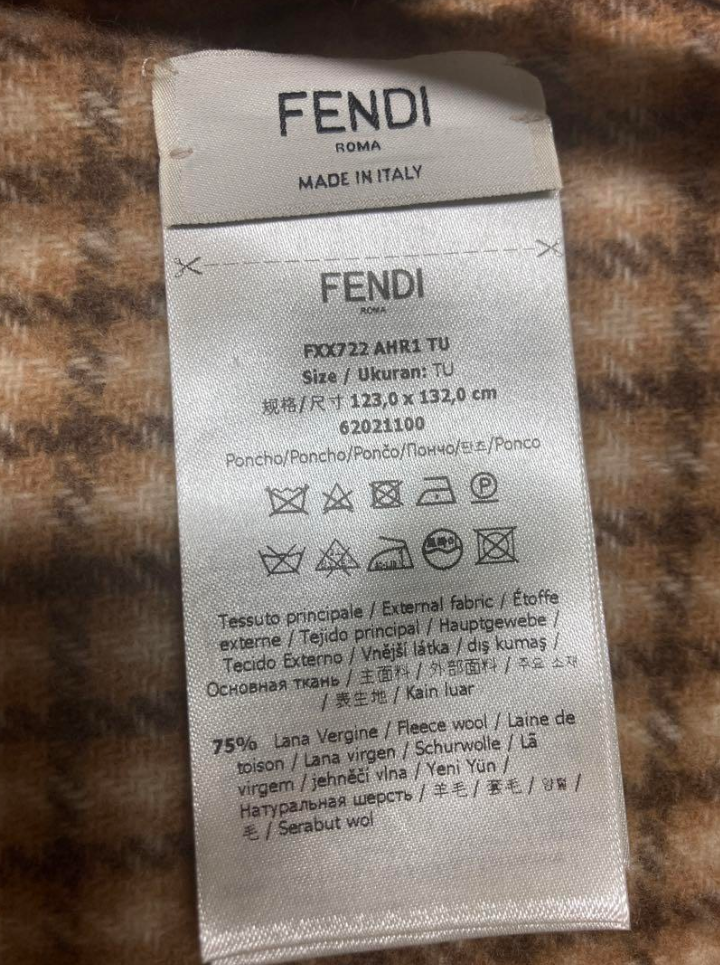 FENDI
ROMA
MADE IN ITALY
FENDI
ROMA
FXX722 AHR1 TU
Size / Ukuran: TU
规格/尺寸 123,0 x 132,0 cm
62021100
Poncho/Poncho/Pončo/Пончо/판초/Ponco
P
Tessuto principale / External fabric / Étoffe
externe / Tejido principal / Hauptgewebe /
Tecido Externo / Vnější látka / dış kumaş /
Основная ткань / 主面料 / 外部面料 / 주요 소재
/ 表生地 / Kain luar
75% Lana Vergine / Fleece wool / Laine de
toison / Lana virgen / Schurwolle / Lã
virgem / jehněčí vlna / Yeni Yün /
Натуральная шерсть / 羊毛 / 套毛 / 양털 /
毛 / Serabut wol